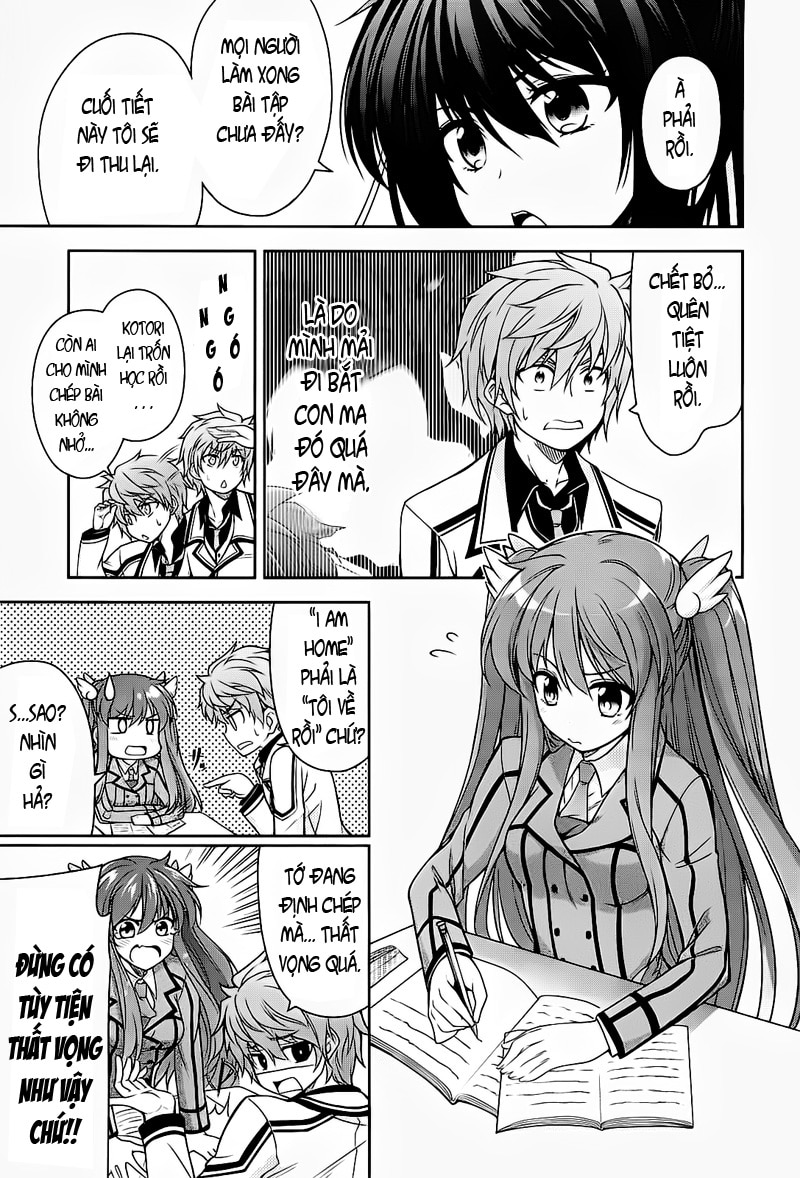 À
PHẢI
RỒI.
MỌI NGƯỜI
LÀM XONG
BÀI TẬP
CHƯA ĐẤY?
CUỐI TIẾT
NÀY TÔI SẼ
ĐI THU LẠI.
CHẾT BỎ...
QUÊN
TIỆT
LUÔN
RỒI.
LÀ DO
MÌNH MẢI
ĐI BẮT
CON MA
ĐÓ QUÁ
ĐÂY MÀ.
NGÓ
NGÓ
KOTORI
LẠI TRỐN
HỌC RỒI
...
CÒN AI
CHO MÌNH
CHÉP BÀI
KHÔNG
NHỞ...
"I AM
HOME"
PHẢI LÀ
"TÔI VỀ
RỒI" CHỨ?
S...SAO?
NHÌN
GÌ
HẢ?
TỚ ĐANG
ĐỊNH CHÉP
MÀ... THẤT
VỌNG QUÁ.
ĐỪNG CÓ
TÙY TIỆN
THẤT VỌNG
NHƯ VẬY
CHỨ!!